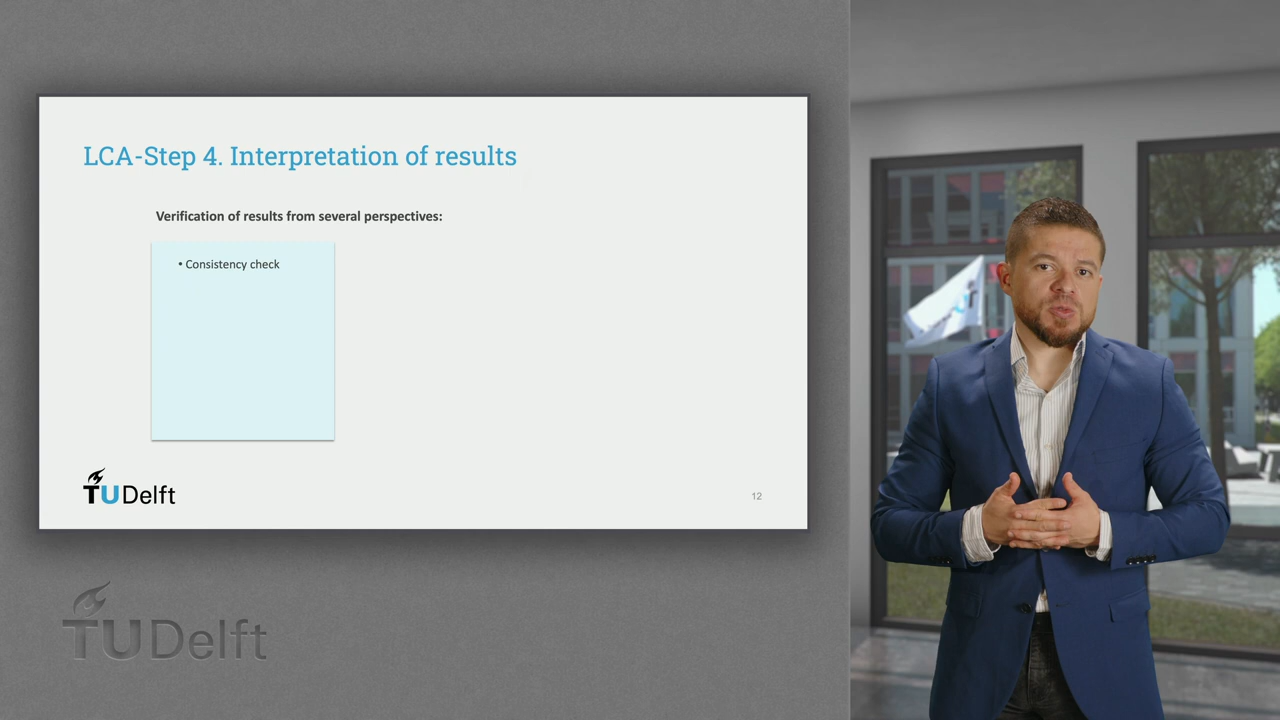 LCA-Step 4. Interpretation of results
Verification of results from several perspectives:
• Consistency check
TUDelft
12
TUDelft